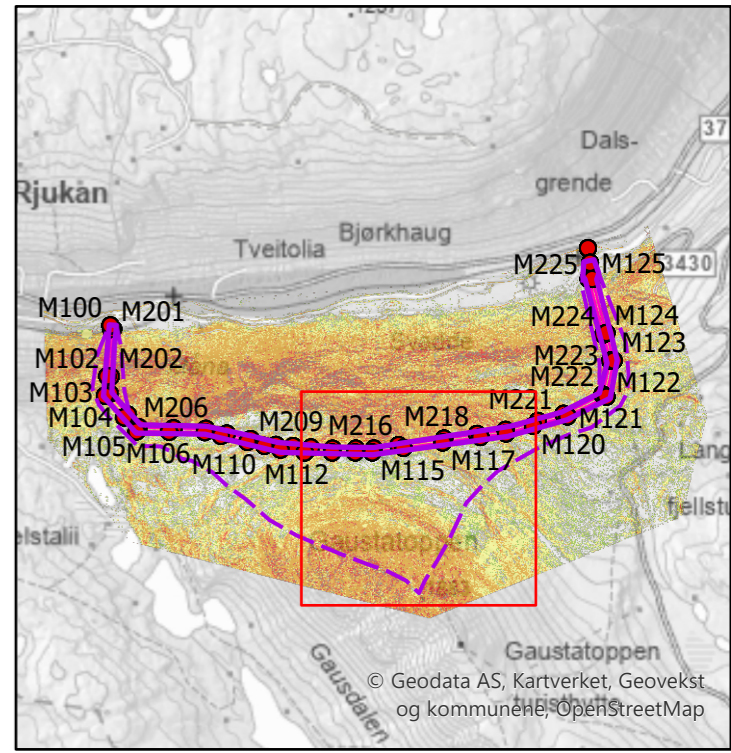 Rjukan
Dals-
grende
37
Tveitolia
Bjørkhaug
3430
M225
M125
M100
M201
M224
M124
M102
M202
M223
M123
M103
M222
M122
M104
M206
M209
M216
M218
M221
M121
M105
M106
M110
M112
M115
M117
M120
fjellstu
elstalii
Gaustatoppen
Gausdalen
Gaustatoppen
turisthytte
© Geodata AS, Kartverket, Geovekst
og kommunene, OpenStreetMap